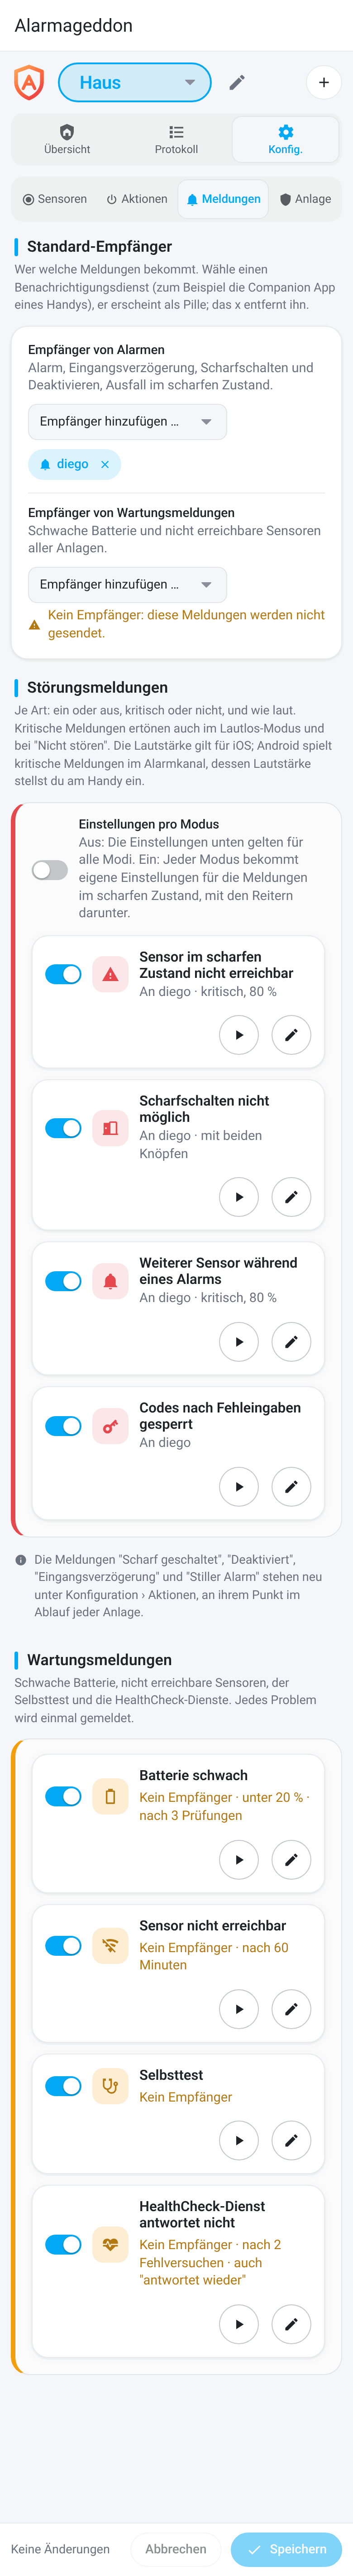 Alarmageddon
Haus
Übersicht
Protokoll
Konfig.
Sensoren
Aktionen
Meldungen
Anlage
Standard-Empfänger
Wer welche Meldungen bekommt. Wähle einen
Benachrichtigungsdienst (zum Beispiel die Companion App
eines Handys), er erscheint als Pille; das x entfernt ihn.
Empfänger von Alarmen
Alarm, Eingangsverzögerung, Scharfschalten und
Deaktivieren, Ausfall im scharfen Zustand.
Empfänger hinzufügen ...
diego
Empfänger von Wartungsmeldungen
Schwache Batterie und nicht erreichbare Sensoren
aller Anlagen.
Empfänger hinzufügen ...
Kein Empfänger: diese Meldungen werden nicht
gesendet.
Störungsmeldungen
Je Art: ein oder aus, kritisch oder nicht, und wie laut.
Kritische Meldungen ertönen auch im Lautlos-Modus und
bei "Nicht stören". Die Lautstärke gilt für iOS; Android spielt
kritische Meldungen im Alarmkanal, dessen Lautstärke
stellst du am Handy ein.
Einstellungen pro Modus
Aus: Die Einstellungen unten gelten für
alle Modi. Ein: Jeder Modus bekommt
eigene Einstellungen für die Meldungen
im scharfen Zustand, mit den Reitern
darunter.
Sensor im scharfen
Zustand nicht erreichbar
An diego · kritisch, 80 %
Scharfschalten nicht
möglich
An diego · mit beiden
Knöpfen
Weiterer Sensor während
eines Alarms
An diego · kritisch, 80 %
Codes nach Fehleingaben
gesperrt
An diego
Die Meldungen "Scharf geschaltet", "Deaktiviert",
"Eingangsverzögerung" und "Stiller Alarm" stehen neu
unter Konfiguration › Aktionen, an ihrem Punkt im
Ablauf jeder Anlage.
Wartungsmeldungen
Schwache Batterie, nicht erreichbare Sensoren, der
Selbsttest und die HealthCheck-Dienste. Jedes Problem
wird einmal gemeldet.
Batterie schwach
Kein Empfänger · unter 20 % ·
nach 3 Prüfungen
Sensor nicht erreichbar
Kein Empfänger · nach 60
Minuten
Selbsttest
Kein Empfänger
HealthCheck-Dienst
antwortet nicht
Kein Empfänger · nach 2
Fehlversuchen · auch
"antwortet wieder"
Keine Änderungen
Abbrechen
Speichern